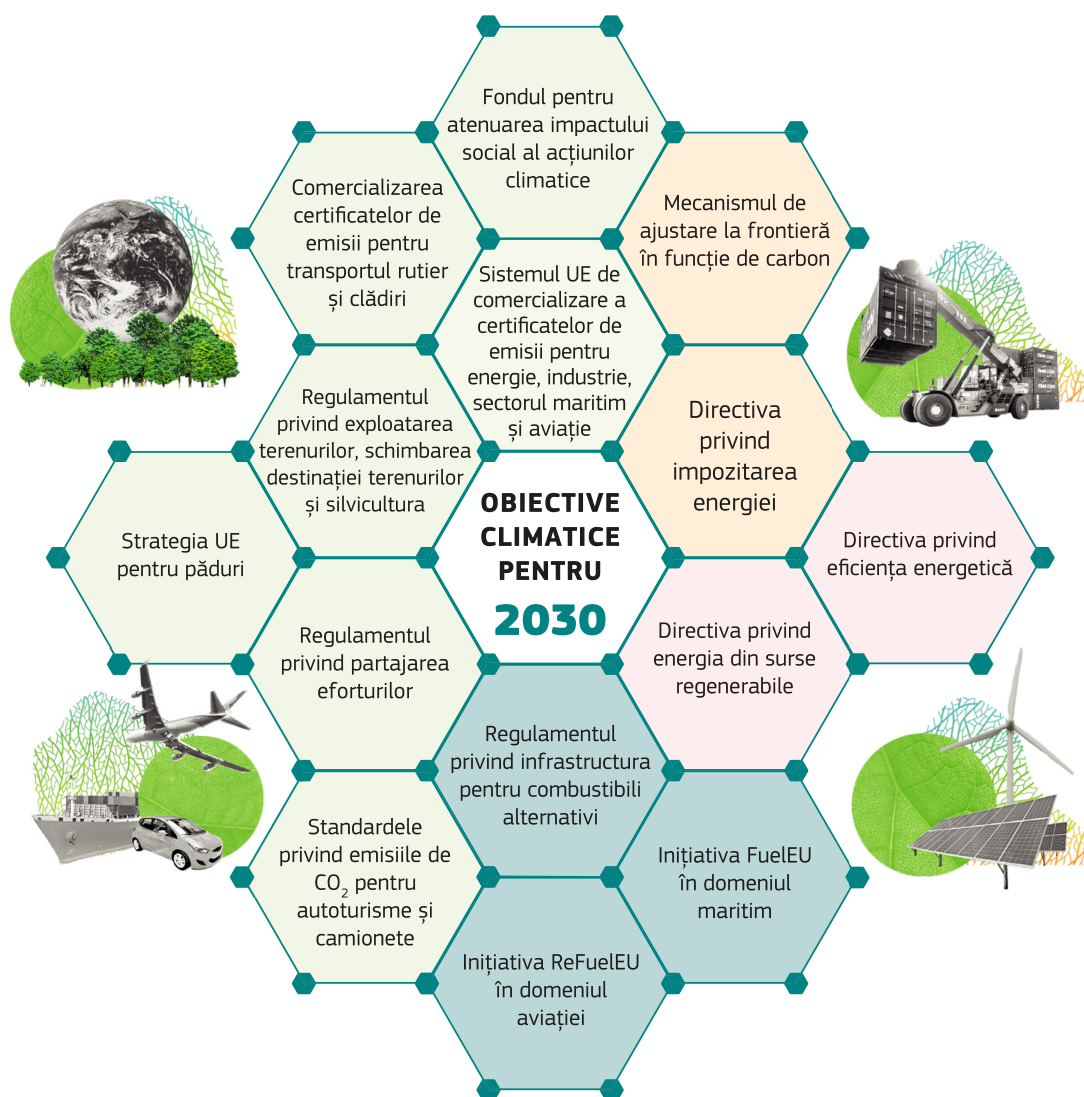 Fondul pentru
atenuarea impactului
social al acțiunilor
climatice
Comercializarea
certificatelor de
emisii pentru
transportul rutier
și clădiri
Mecanismul de
ajustare la frontieră
în funcție de carbon
Sistemul UE de
comercializare a
certificatelor de
emisii pentru
energie, industrie,
sectorul maritim
și aviație
Regulamentul
privind exploatarea
terenurilor, schimbarea
destinației terenurilor
și silvicultura
Directiva
privind
impozitarea
energiei
OBIECTIVE
CLIMATICE
PENTRU
2030
Strategia UE
pentru păduri
Directiva privind
eficiența energetică
Regulamentul
privind partajarea
eforturilor
Directiva privind
energia din surse
regenerabile
Regulamentul
privind infrastructura
pentru combustibili
alternativi
Standardele
privind emisiile de
CO₂ pentru
autoturisme și
camionete
Inițiativa FuelEU
în domeniul
maritim
Inițiativa ReFuelEU
în domeniul
aviației